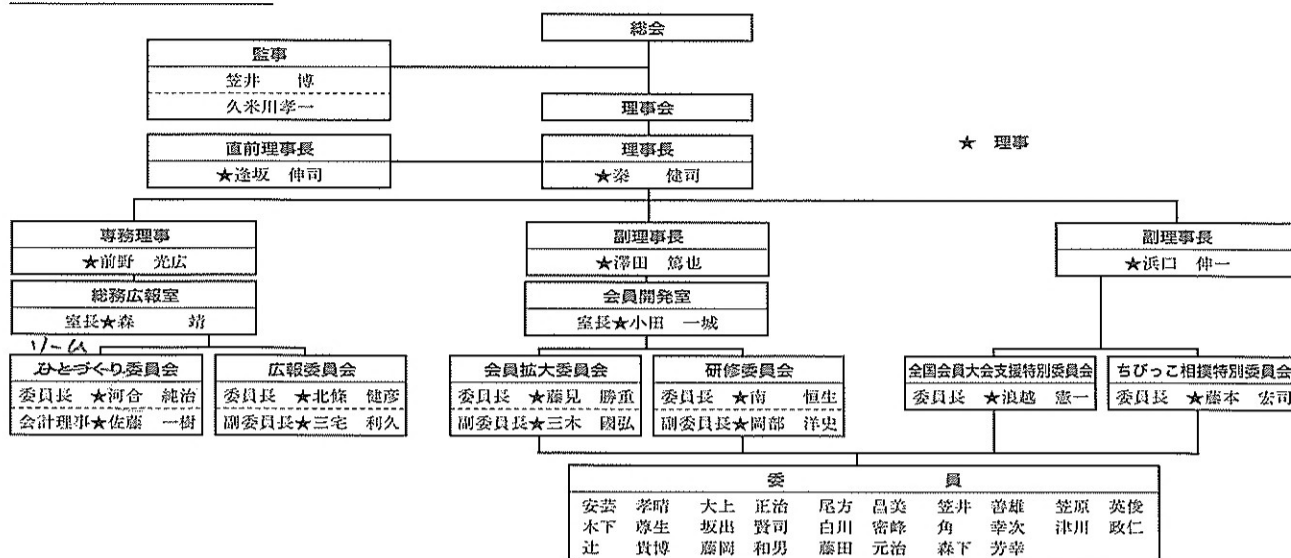 総会
監事
笠井　博
久米川孝一
理事会
直前理事長
★逢坂　伸司
理事長
★秦　健司
★ 理事
専務理事
★前野　光広
副理事長
★澤田　篤也
副理事長
★浜口　伸一
総務広報室
室長★森　靖
会員開発室
室長★小田　一城
ひとづくり委員会
委員長　★河合　純治
会計理事★佐藤　一樹
広報委員会
委員長　★北條　健彦
副委員長★三宅　利久
会員拡大委員会
委員長　★藤見　勝重
副委員長★三木　國弘
研修委員会
委員長　★南　恒生
副委員長★岡部　洋史
全国会員大会支援特別委員会
委員長　★浪越　憲一
ちびっこ相撲特別委員会
委員長　★藤本　宏司
委　員
安芸　孝晴　大上　正治　尾方　昌美　笠井　善雄　笠原　英俊
木下　尊生　坂出　賢司　白川　密峰　角　幸次　津川　政仁
辻　貴博　藤岡　和男　藤田　元治　森下　芳幸